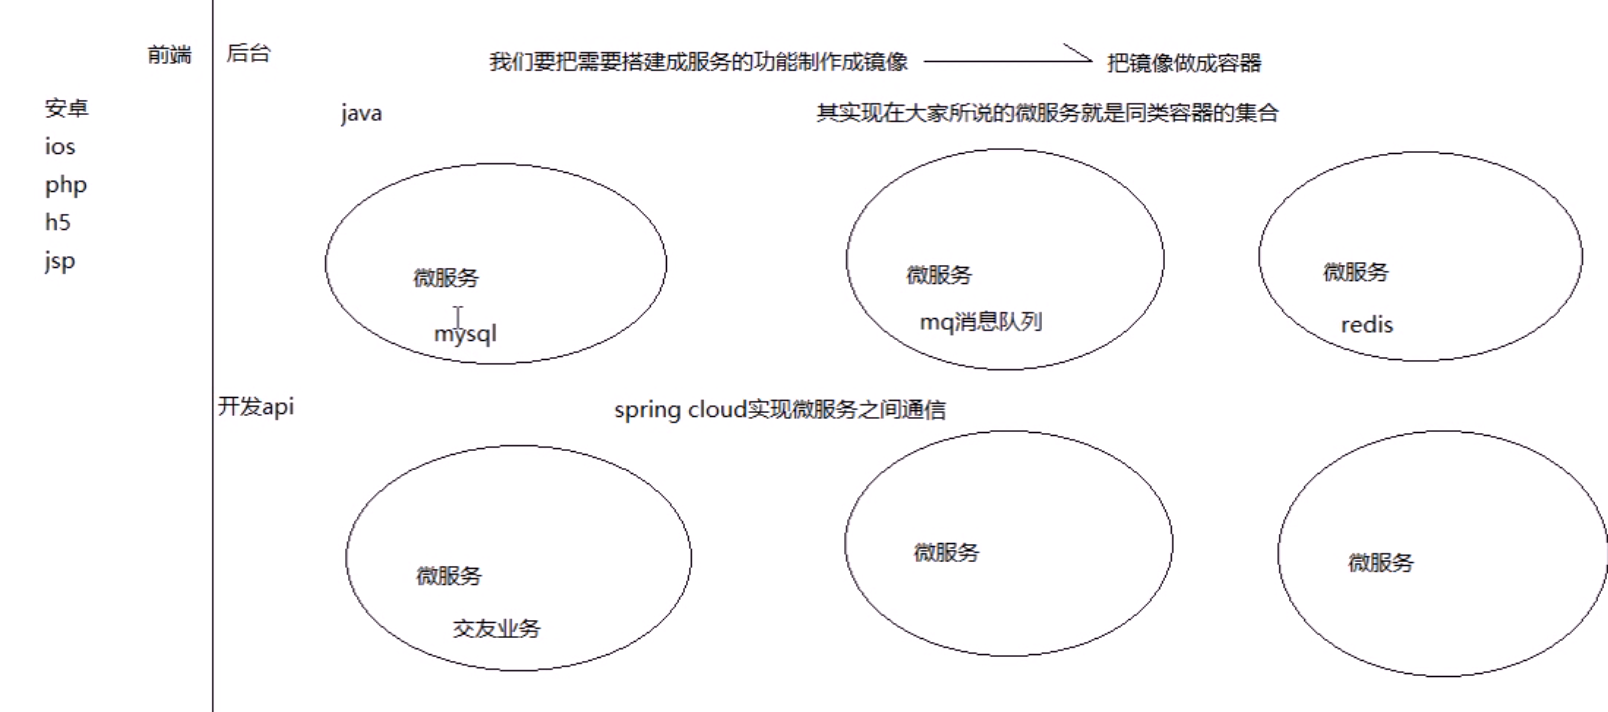 前端
后台
我们要把需要搭建成服务的功能制作成镜像
把镜像做成容器
安卓
ios
php
h5
jsp
java
其实现在大家所说的微服务就是同类容器的集合
微服务
mysql
微服务
mq消息队列
微服务
redis
开发api
spring cloud实现微服务之间通信
微服务
交友业务
微服务
微服务